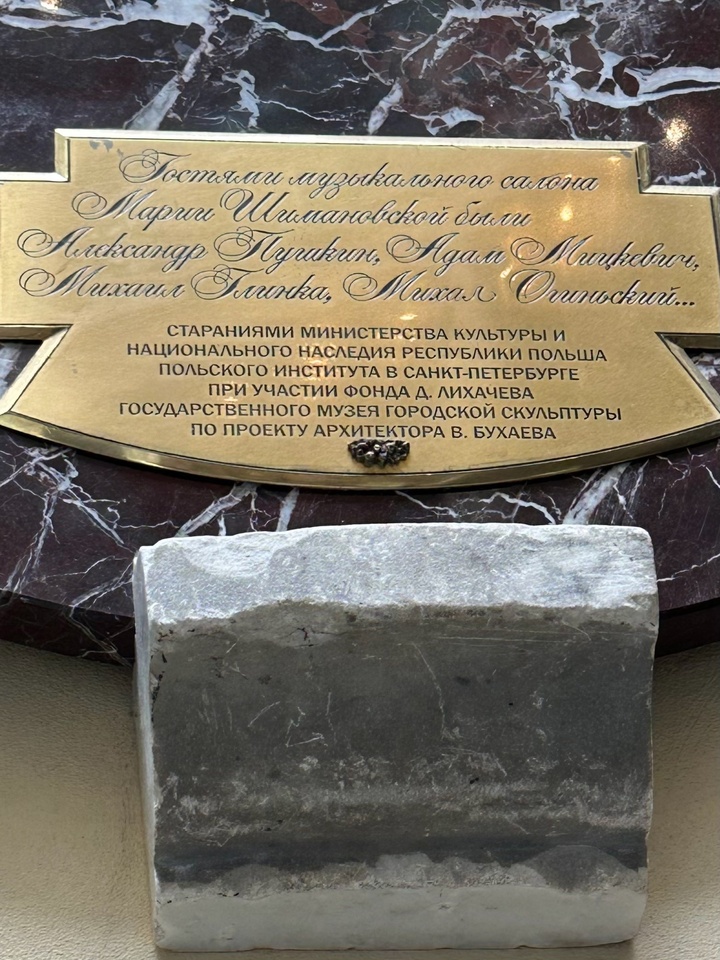 Гостями музыкального салона
Марии Шимановской были
Александр Пушкин, Адам Мицкевич,
Михаил Глинка, Михал Огиньский...
СТАРАНИЯМИ МИНИСТЕРСТВА КУЛЬТУРЫ И
НАЦИОНАЛЬНОГО НАСЛЕДИЯ РЕСПУБЛИКИ ПОЛЬША
ПОЛЬСКОГО ИНСТИТУТА В САНКТ-ПЕТЕРБУРГЕ
ПРИ УЧАСТИИ ФОНДА Д. ЛИХАЧЕВА
ГОСУДАРСТВЕННОГО МУЗЕЯ ГОРОДСКОЙ СКУЛЬПТУРЫ
ПО ПРОЕКТУ АРХИТЕКТОРА В. БУХАЕВА